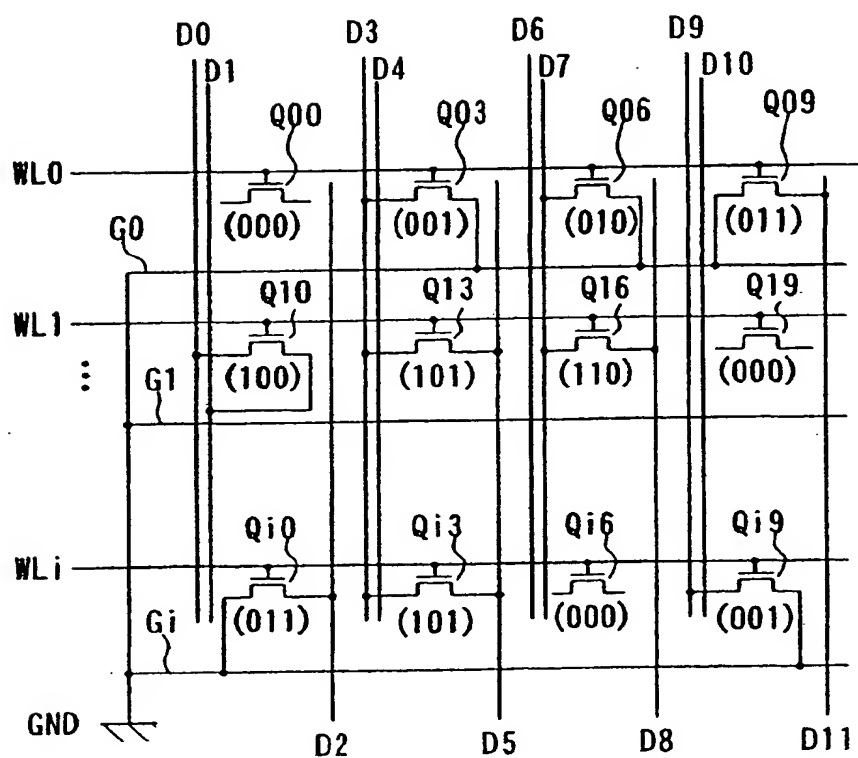 D0 D3 D6 D9
D1 D4 D7 D10
Q00 Q03 Q06 Q09
WL0
(000) (001) (010) (011)
G0
Q10 Q13 Q16 Q19
WL1
(100) (101) (110) (000)
⋮ G1
Qi0 Qi3 Qi6 Qi9
WLi
(011) (101) (000) (001)
Gi
GND
D2 D5 D8 D11